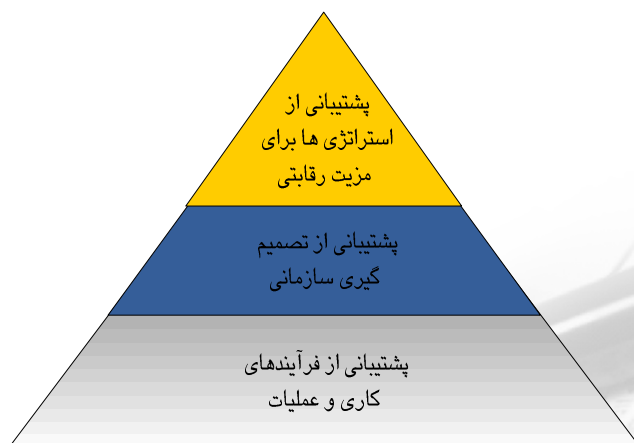 پشتیبانی از
استراتژی ها برای
مزیت رقابتی
پشتیبانی از تصمیم
گیری سازمانی
پشتیبانی از فرآیندهای
کاری و عملیات